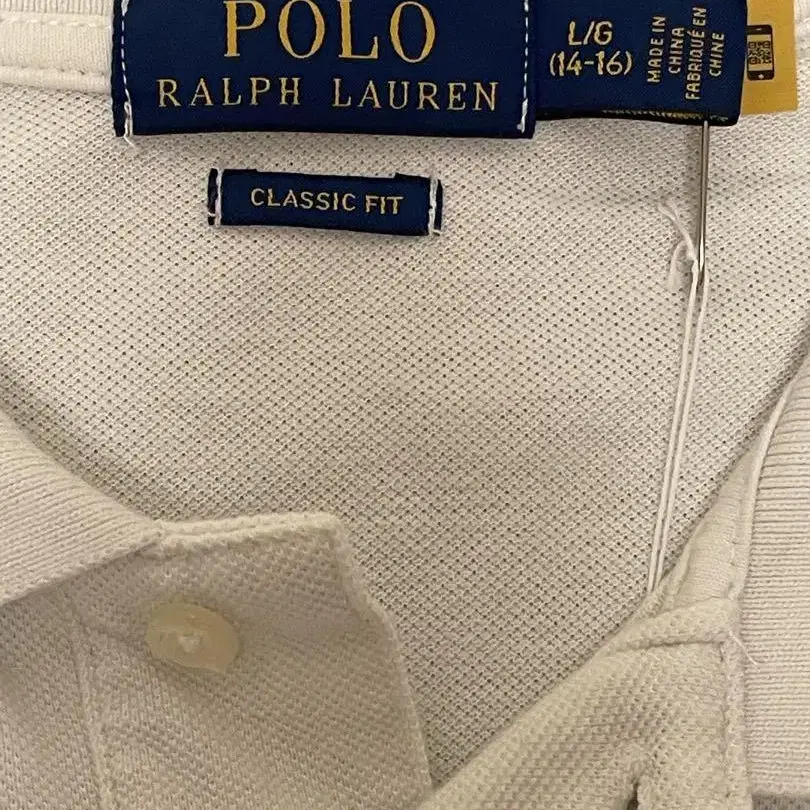 POLO
RALPH LAUREN
L/G
(14-16)
MADE IN
CHINA
FABRIQUÉ EN
CHINE
CLASSIC FIT